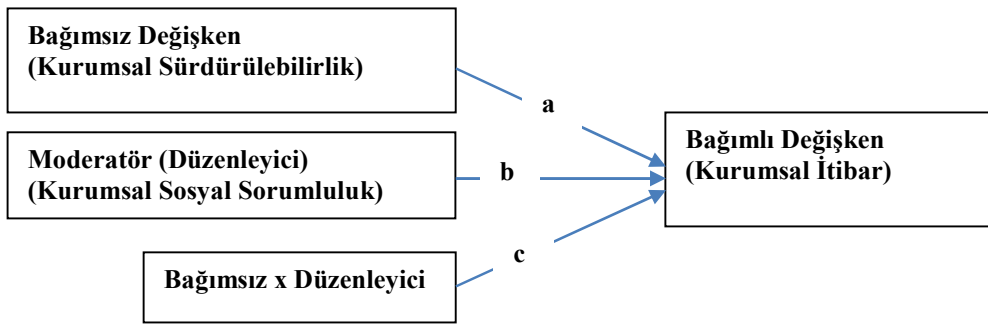 Bağımsız Değişken
(Kurumsal Sürdürülebilirlik)
a
Moderatör (Düzenleyici)
(Kurumsal Sosyal Sorumluluk)
b
Bağımlı Değişken
(Kurumsal İtibar)
c
Bağımsız x Düzenleyici